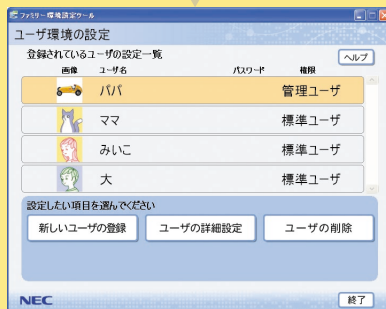 ファミリー環境設定ツール
ユーザ環境の設定
登録されているユーザの設定一覧
ヘルプ
画像 ユーザ名 パスワード 権限
パパ 管理ユーザ
ママ 標準ユーザ
みいこ 標準ユーザ
大 標準ユーザ
設定したい項目を選んでください
新しいユーザの登録 ユーザの詳細設定 ユーザの削除
NEC 終了